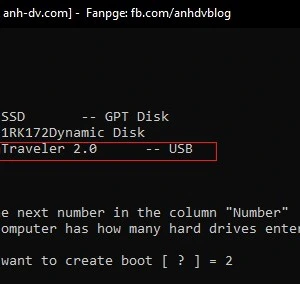 anh-dv.com] - Fanpge: fb.com/anhdvblog
SSD -- GPT Disk
1RK172Dynamic Disk
Traveler 2.0 -- USB
e next number in the column "Number"
omputer has how many hard drives enter
want to create boot [ ? ] = 2